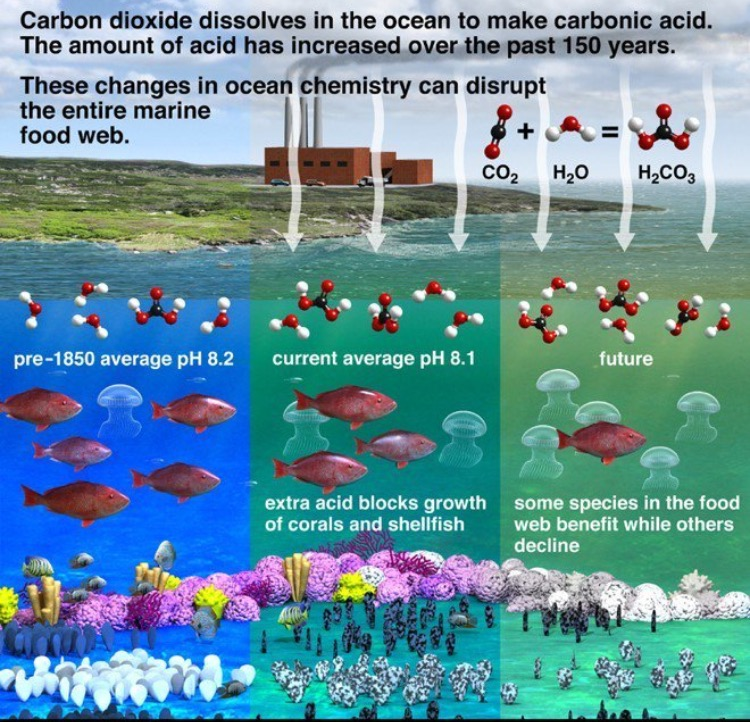 Carbon dioxide dissolves in the ocean to make carbonic acid.
The amount of acid has increased over the past 150 years.
These changes in ocean chemistry can disrupt
the entire marine
food web.
+ =
CO₂ H₂O H₂CO₃
pre-1850 average pH 8.2
current average pH 8.1
future
extra acid blocks growth
of corals and shellfish
some species in the food
web benefit while others
decline